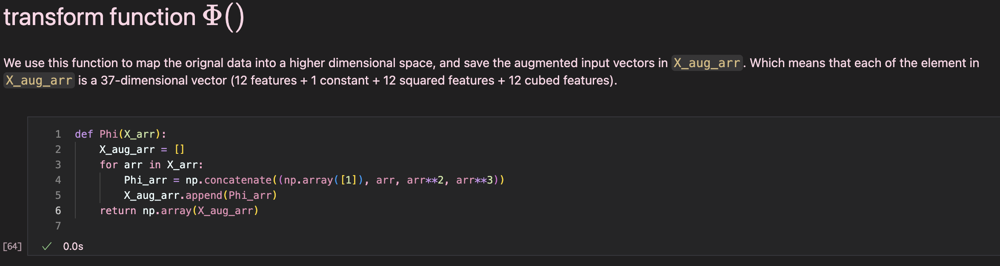 transform function Φ()
We use this function to map the orignal data into a higher dimensional space, and save the augmented input vectors in X_aug_arr. Which means that each of the element in
X_aug_arr is a 37-dimensional vector (12 features + 1 constant + 12 squared features + 12 cubed features).
1 def Phi(X_arr):
2     X_aug_arr = []
3     for arr in X_arr:
4         Phi_arr = np.concatenate((np.array([1]), arr, arr**2, arr**3))
5         X_aug_arr.append(Phi_arr)
6     return np.array(X_aug_arr)
7
[64] ✓ 0.0s